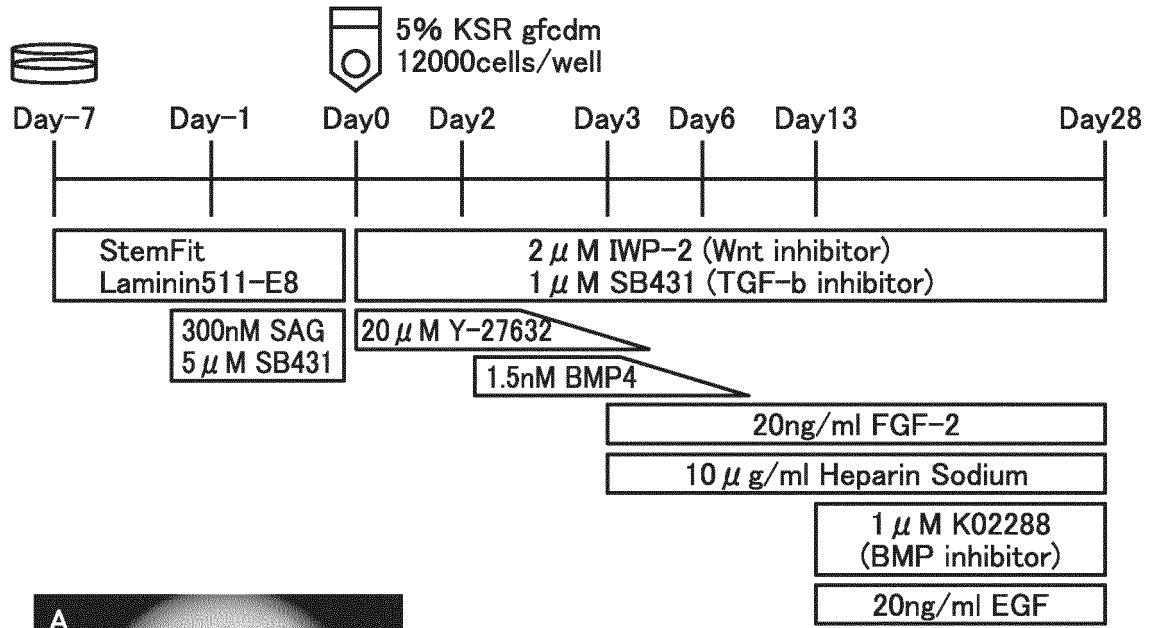 5% KSR gfcdm
12000cells/well
Day-7 Day-1 Day0 Day2 Day3 Day6 Day13 Day28
StemFit
Laminin511-E8
2 μ M IWP-2 (Wnt inhibitor)
1 μ M SB431 (TGF-b inhibitor)
300nM SAG
5 μ M SB431
20 μ M Y-27632
1.5nM BMP4
20ng/ml FGF-2
10 μ g/ml Heparin Sodium
1 μ M K02288
(BMP inhibitor)
20ng/ml EGF
A